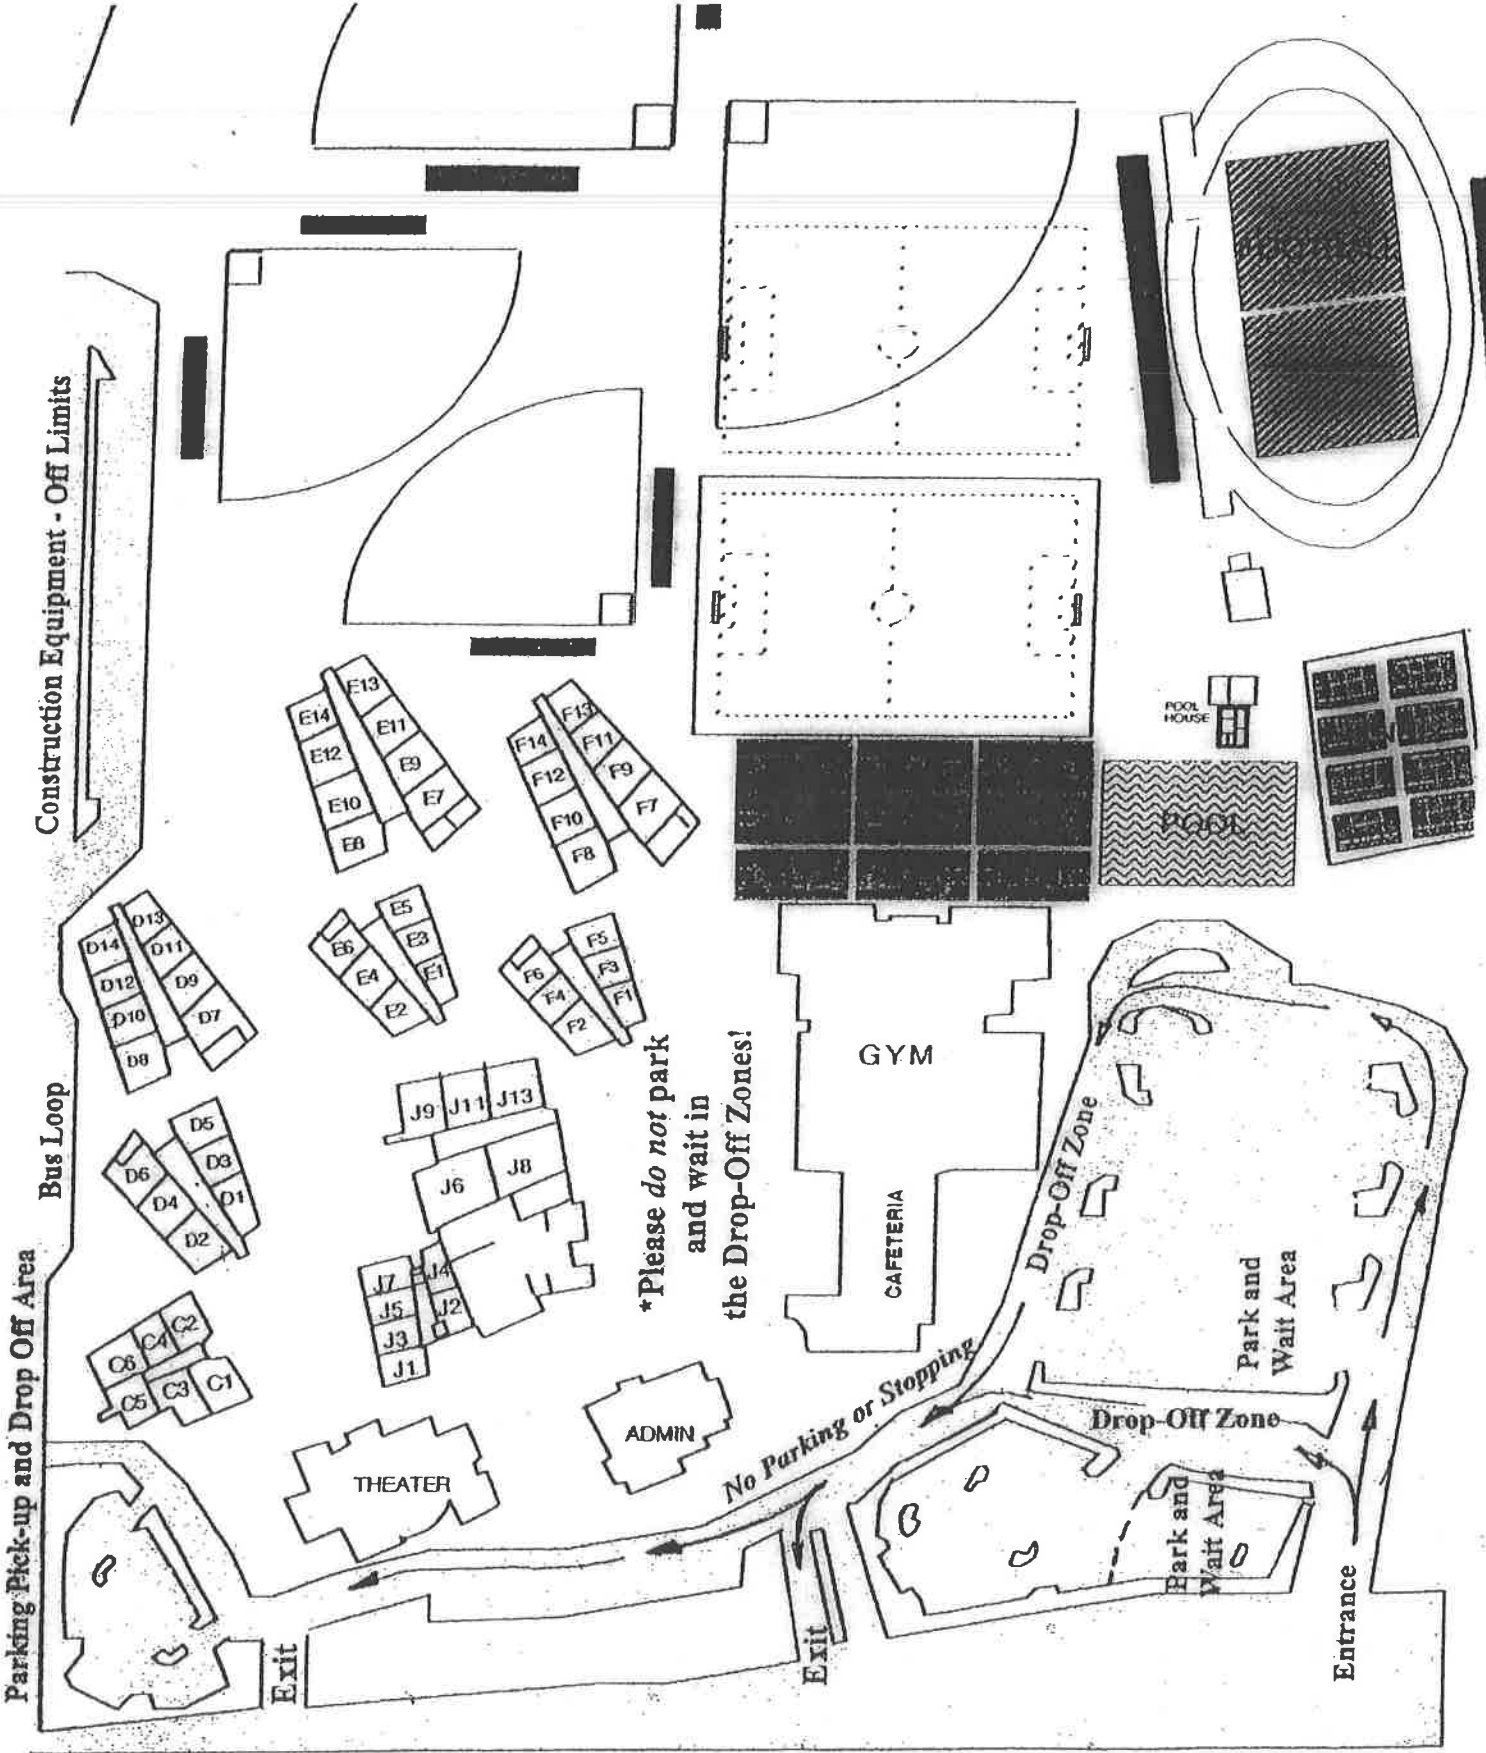 Construction Equipment - Off Limits
Bus Loop
Parking Pick-up and Drop Off Area
E14
E13
E12
E11
E10
E9
E8
E7
F14
F13
F12
F11
F10
F9
F8
F7
POOL
HOUSE
POOL
D14
D13
D12
D11
D10
D9
D8
D7
E6
E5
E4
E3
E2
E1
F6
F5
F4
F3
F2
F1
D6
D5
D4
D3
D2
D1
J9
J11
J13
J6
J8
J7
J4
J5
J2
J3
J1
C6
C4
C2
C5
C3
C1
*Please do not park
and wait in
the Drop-Off Zones!
GYM
CAFETERIA
ADMIN
THEATER
Drop-Off Zone
No Parking or Stopping
Park and
Wait Area
Drop-Off Zone
Park and
Wait Area
Exit
Exit
Entrance